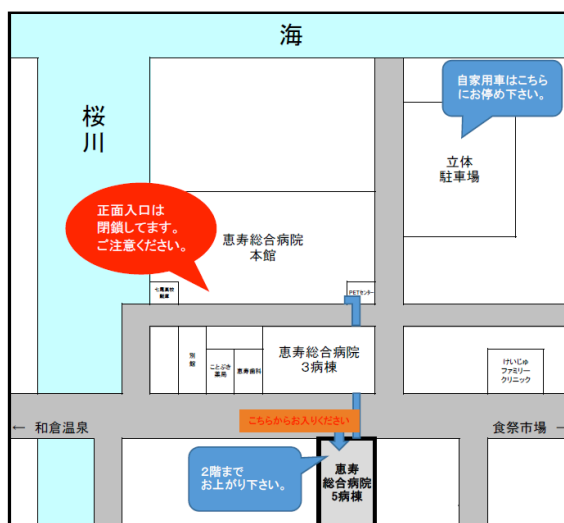 海
桜
川
自家用車はこちら
にお停め下さい。
立体
駐車場
正面入口は
閉鎖してます。
ご注意ください。
恵寿総合病院
本館
七尾高校
艇庫
PETセンター
別
館
ことぶき
薬局
恵寿歯科
恵寿総合病院
3病棟
けいじゅ
ファミリー
クリニック
← 和倉温泉
こちらからお入りください
食祭市場 →
2階まで
お上がり下さい。
恵寿
総合病院
5病棟